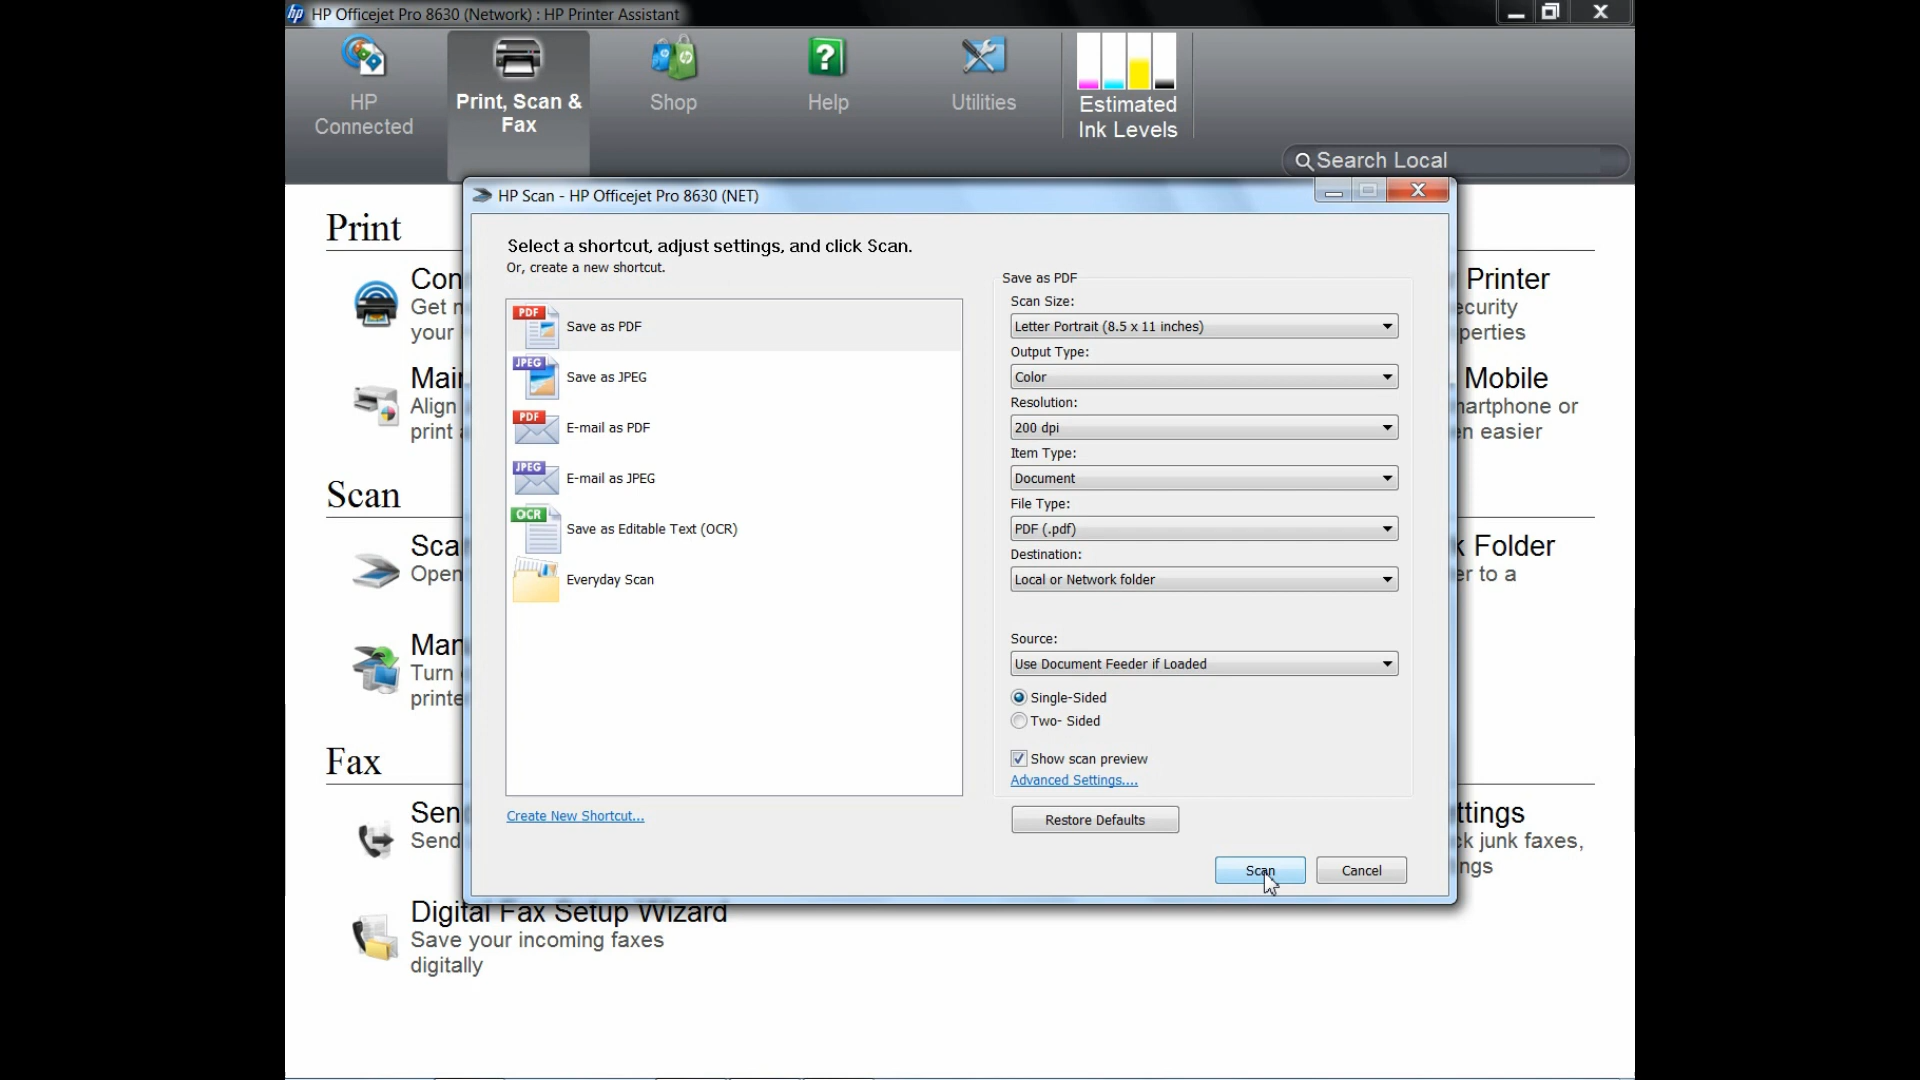 hp HP Officejet Pro 8630 (Network) : HP Printer Assistant
HP
Connected
Print, Scan &
Fax
Shop
Help
Utilities
Estimated
Ink Levels
Search Local
HP Scan - HP Officejet Pro 8630 (NET)
Select a shortcut, adjust settings, and click Scan.
Or, create a new shortcut.
PDF Save as PDF
JPEG Save as JPEG
PDF E-mail as PDF
JPEG E-mail as JPEG
OCR Save as Editable Text (OCR)
Everyday Scan
Create New Shortcut...
Save as PDF
Scan Size:
Letter Portrait (8.5 x 11 inches)
Output Type:
Color
Resolution:
200 dpi
Item Type:
Document
File Type:
PDF (.pdf)
Destination:
Local or Network folder
Source:
Use Document Feeder if Loaded
Single-Sided
Two- Sided
Show scan preview
Advanced Settings....
Restore Defaults
Scan
Cancel
Print
Con
Get
your
Mai
Align
print
Printer
ecurity
perties
Mobile
martphone or
en easier
Scan
Sca
Open
Man
Turn
printe
k Folder
er to a
Fax
Sen
Send
ttings
ck junk faxes,
ngs
Digital Fax Setup Wizard
Save your incoming faxes
digitally